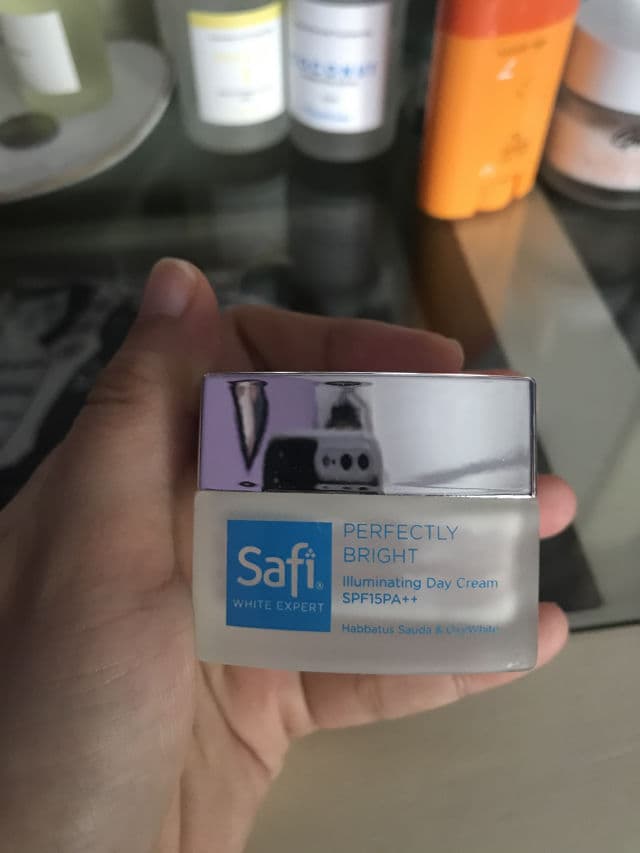 Safi®
WHITE EXPERT
PERFECTLY
BRIGHT
Illuminating Day Cream
SPF15PA++
Habbatus Sauda & OxyWhite